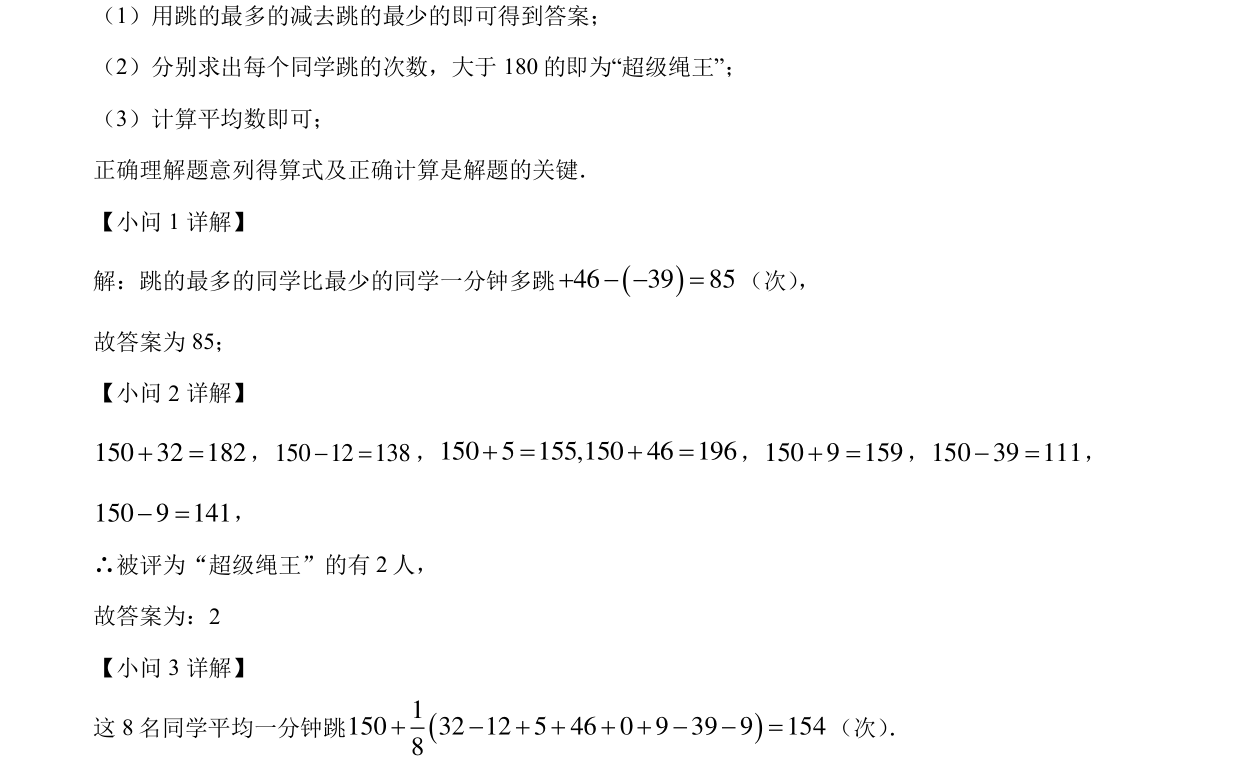 （1）用跳的最多的减去跳的最少的即可得到答案；
（2）分别求出每个同学跳的次数，大于 180 的即为“超级绳王”；
（3）计算平均数即可；
正确理解题意列得算式及正确计算是解题的关键．
【小问 1 详解】
解：跳的最多的同学比最少的同学一分钟多跳+46−(−39)=85（次），
故答案为 85；
【小问 2 详解】
150+32=182，150−12=138，150+5=155,150+46=196，150+9=159，150−39=111，
150−9=141，
∴被评为“超级绳王”的有 2 人，
故答案为：2
【小问 3 详解】
这 8 名同学平均一分钟跳150+1/8(32−12+5+46+0+9−39−9)=154（次）．